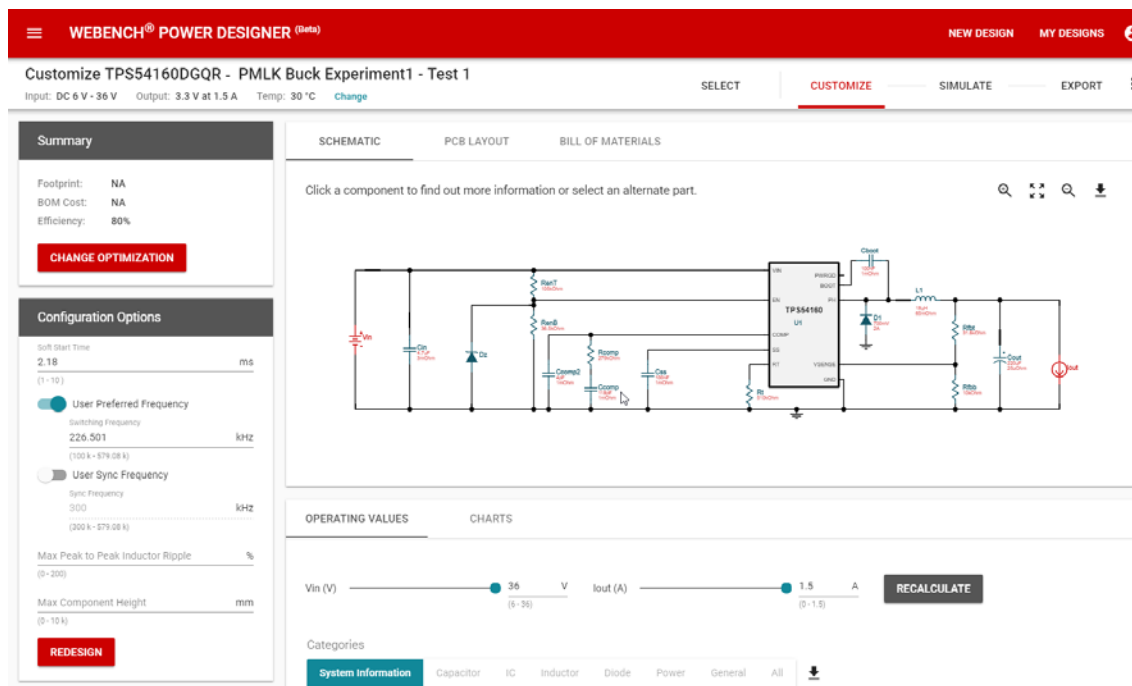 WEBENCH® POWER DESIGNER (Beta)
NEW DESIGN
MY DESIGNS
Customize TPS54160DGQR - PMLK Buck Experiment1 - Test 1
Input: DC 6 V - 36 V Output: 3.3 V at 1.5 A Temp: 30 °C Change
SELECT
CUSTOMIZE
SIMULATE
EXPORT
Summary
Footprint: NA
BOM Cost: NA
Efficiency: 80%
CHANGE OPTIMIZATION
Configuration Options
Soft Start Time
2.18 ms
(1 - 10 )
User Preferred Frequency
Switching Frequency
226.501 kHz
(100 k - 579.08 k)
User Sync Frequency
Sync Frequency
300 kHz
(200 k - 579.08 k)
Max Peak to Peak Inductor Ripple %
(0 - 200)
Max Component Height mm
(0 - 10 k)
REDESIGN
SCHEMATIC
PCB LAYOUT
BILL OF MATERIALS
Click a component to find out more information or select an alternate part.
Vin
Cin
4.7uF
Dz
RenT
RenB
Ccomp2
Rcomp
Ccomp
Css
VIN
EN
COMP
SS
RT
TPS54160
U1
PWRGD
BOOT
PH
VSENSE
GND
Rt
Cboot
D1
L1
Rfbt
Rfbb
Cout
Iout
OPERATING VALUES
CHARTS
Vin (V)
36 V
(6 - 36)
Iout (A)
1.5 A
(0 - 1.5)
RECALCULATE
Categories
System Information
Capacitor
IC
Inductor
Diode
Power
General
All